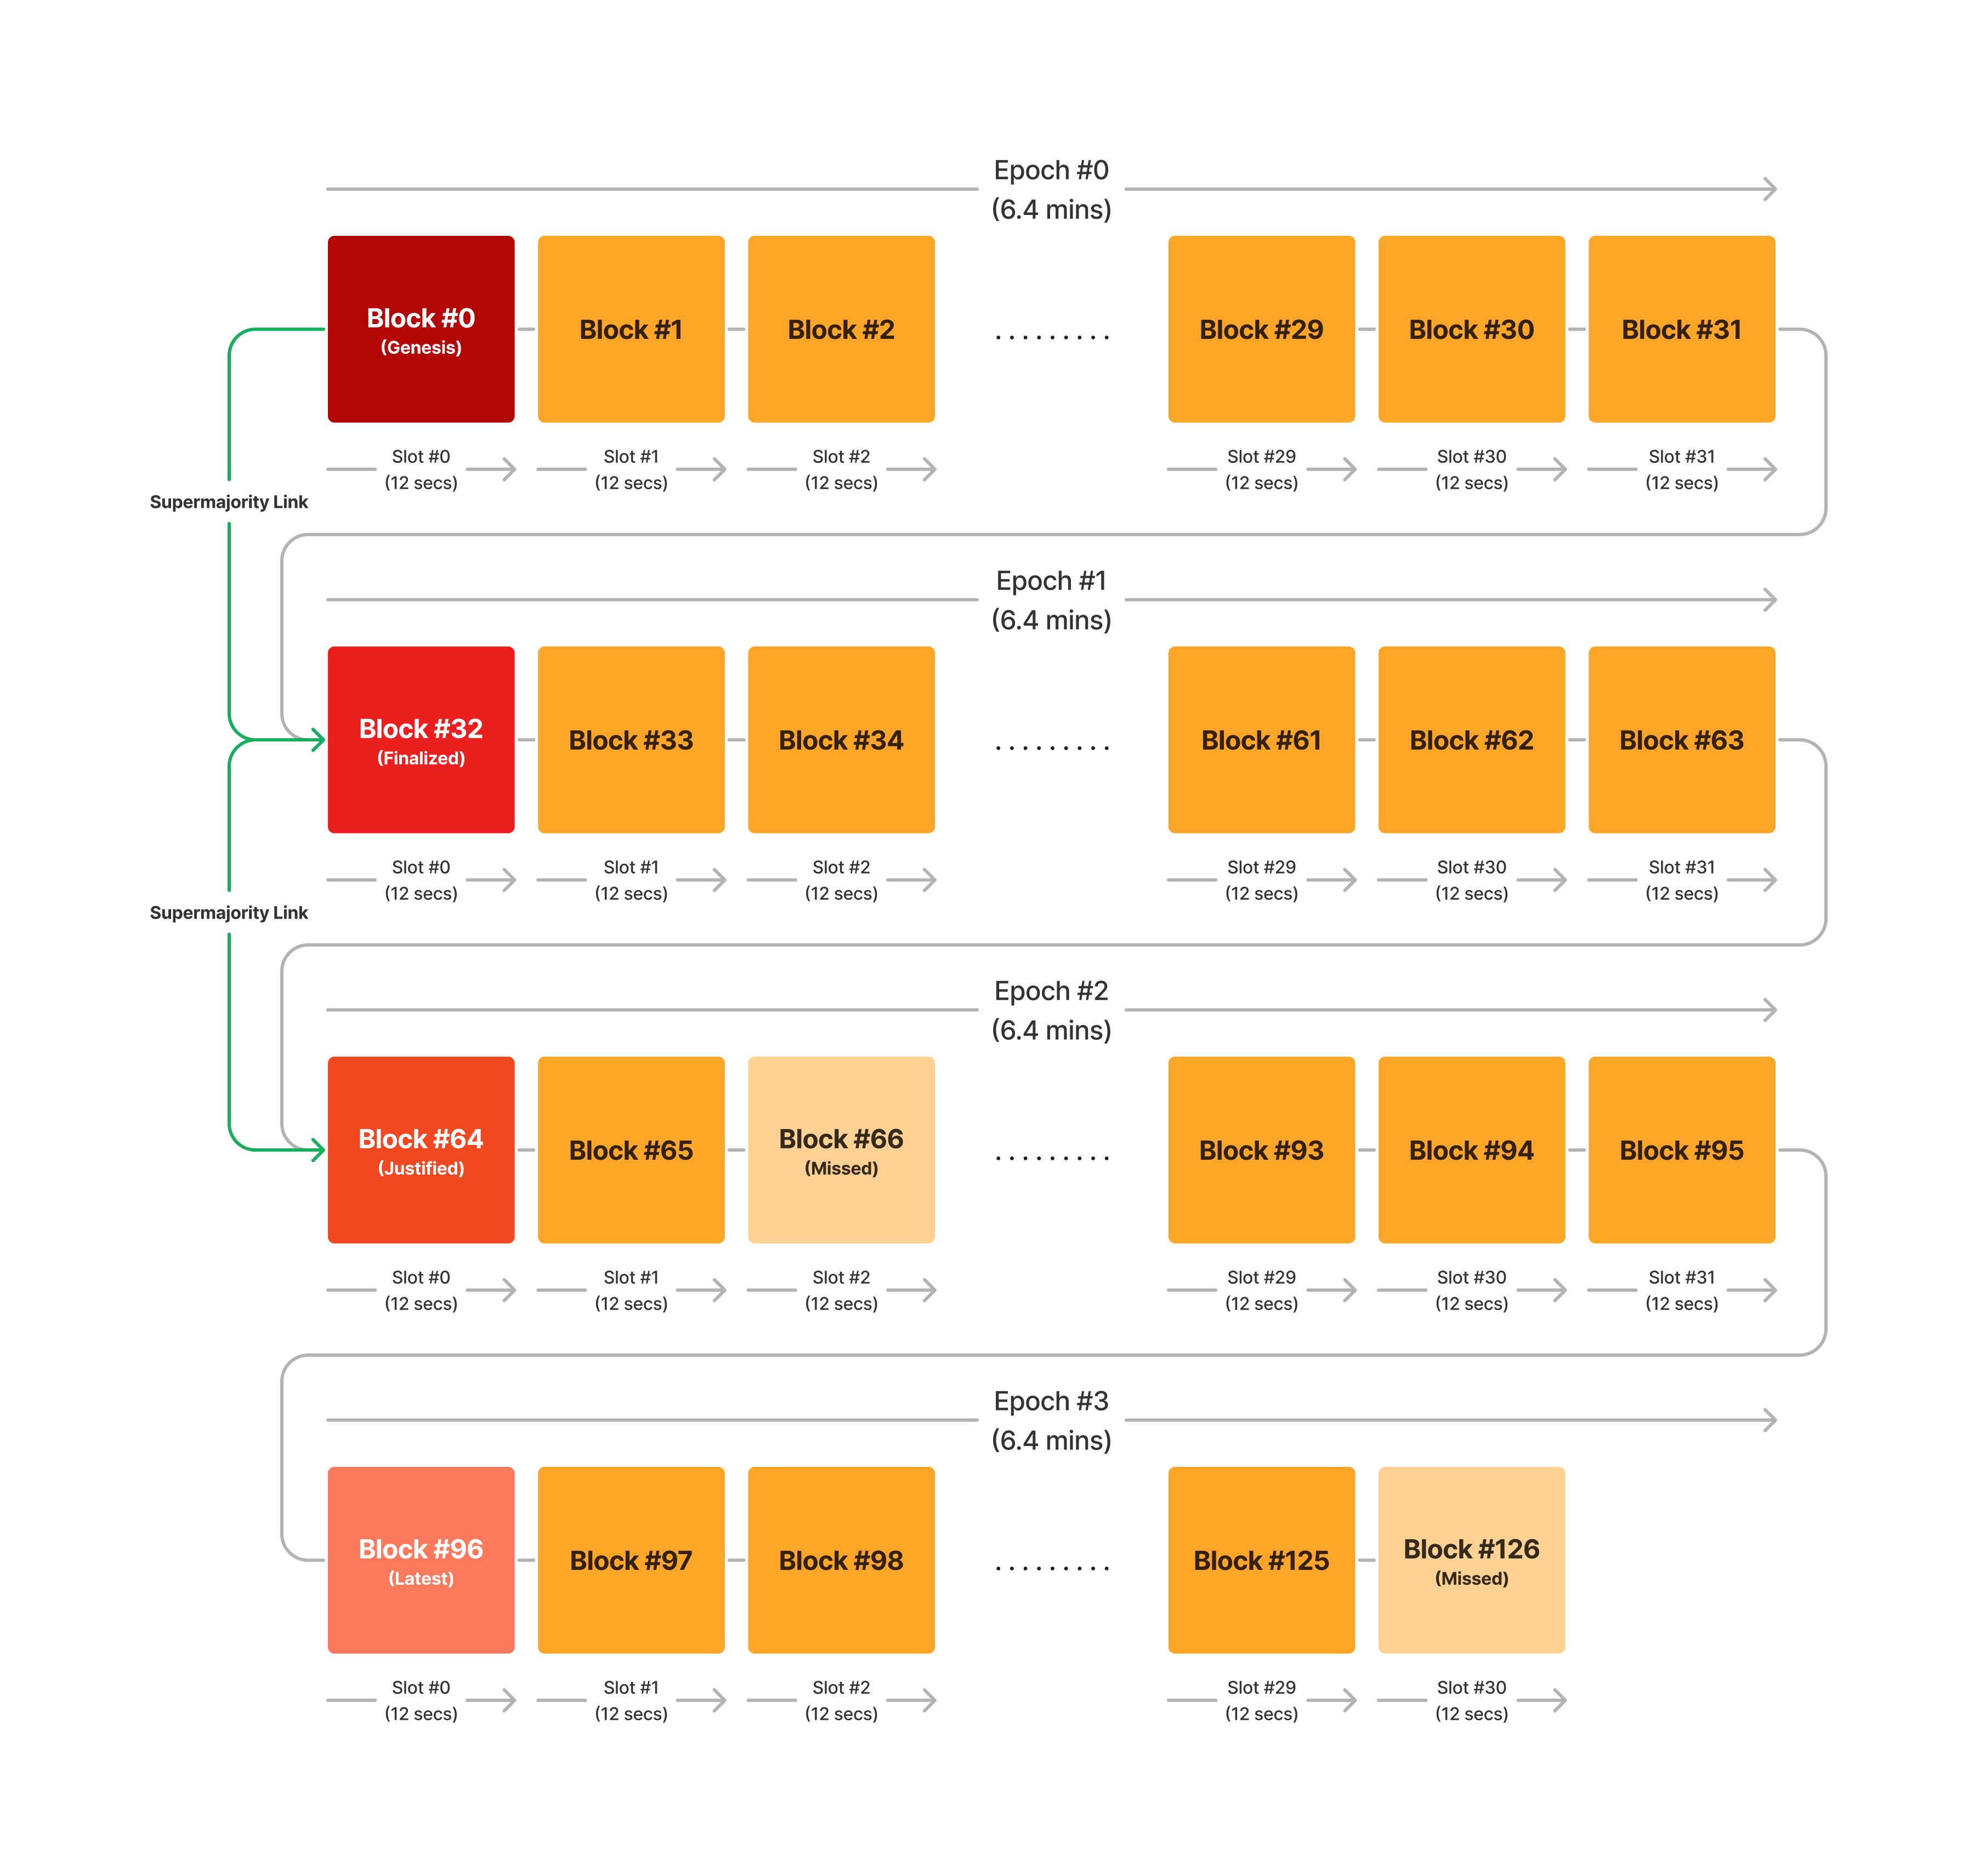 Epoch #0
(6.4 mins)
Block #0
(Genesis)
Block #1
Block #2
.........
Block #29
Block #30
Block #31
Slot #0
(12 secs)
Slot #1
(12 secs)
Slot #2
(12 secs)
Slot #29
(12 secs)
Slot #30
(12 secs)
Slot #31
(12 secs)
Supermajority Link
Epoch #1
(6.4 mins)
Block #32
(Finalized)
Block #33
Block #34
.........
Block #61
Block #62
Block #63
Slot #0
(12 secs)
Slot #1
(12 secs)
Slot #2
(12 secs)
Slot #29
(12 secs)
Slot #30
(12 secs)
Slot #31
(12 secs)
Supermajority Link
Epoch #2
(6.4 mins)
Block #64
(Justified)
Block #65
Block #66
(Missed)
.........
Block #93
Block #94
Block #95
Slot #0
(12 secs)
Slot #1
(12 secs)
Slot #2
(12 secs)
Slot #29
(12 secs)
Slot #30
(12 secs)
Slot #31
(12 secs)
Epoch #3
(6.4 mins)
Block #96
(Latest)
Block #97
Block #98
.........
Block #125
Block #126
(Missed)
Slot #0
(12 secs)
Slot #1
(12 secs)
Slot #2
(12 secs)
Slot #29
(12 secs)
Slot #30
(12 secs)